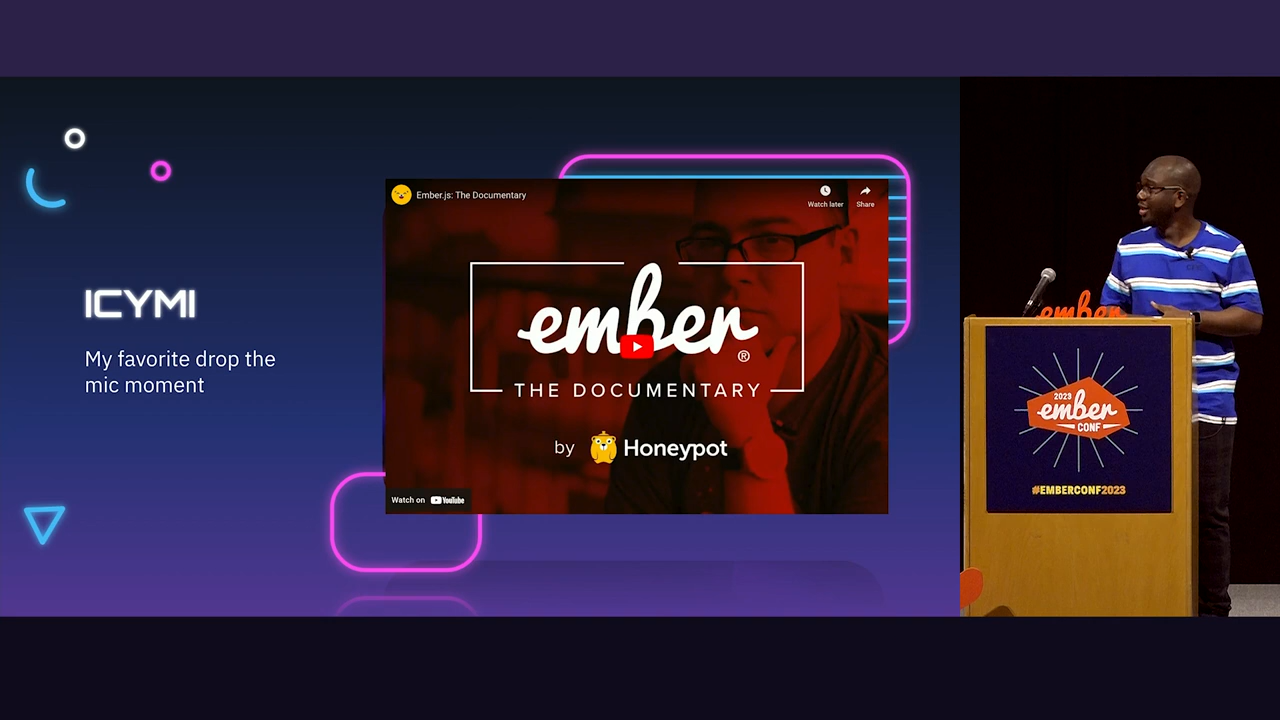 ICYMI
My favorite drop the
mic moment
Ember.js: The Documentary
Watch later
Share
ember
®
THE DOCUMENTARY
by Honeypot
Watch on YouTube
ember
2023
ember
CONF
#EMBERCONF2023